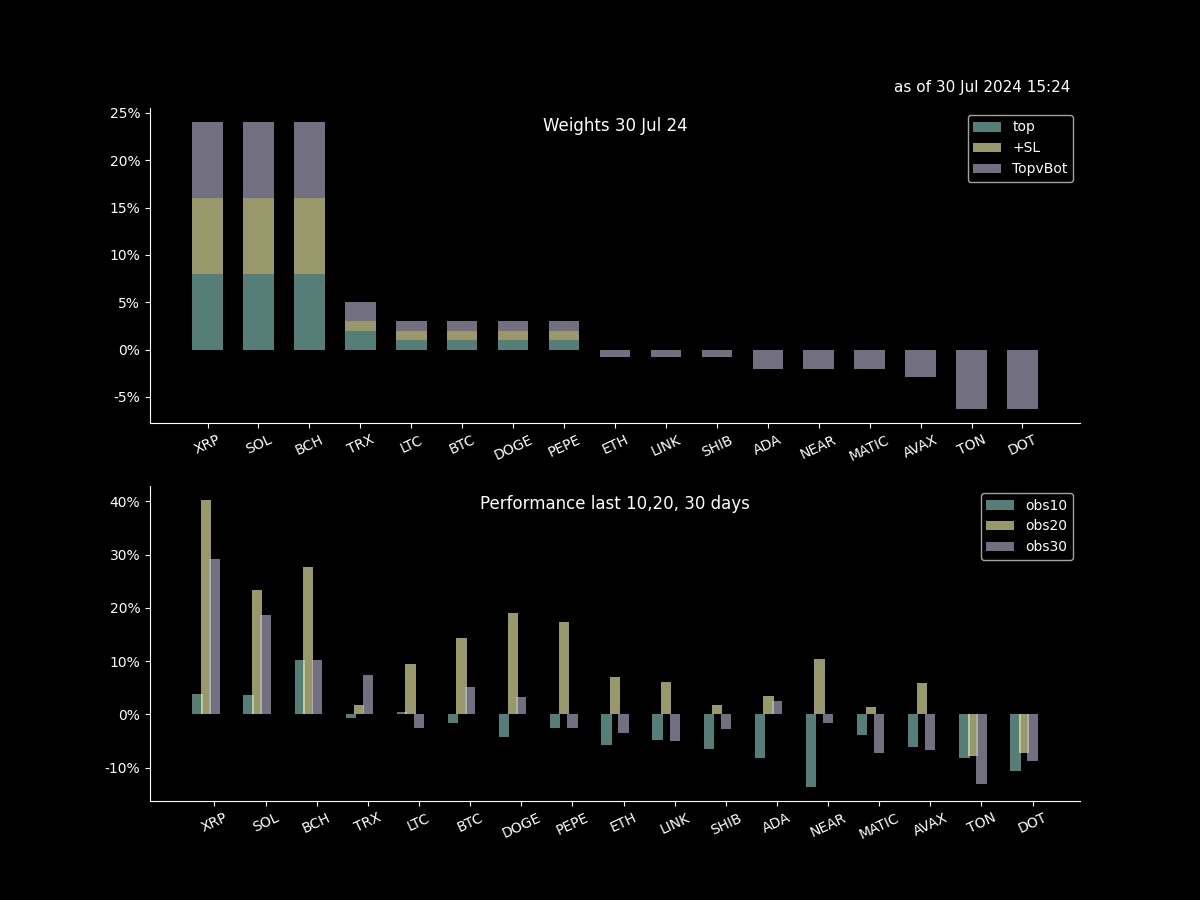 as of 30 Jul 2024 15:24
Weights 30 Jul 24
top
+SL
TopvBot
25%
20%
15%
10%
5%
0%
-5%
XRP SOL BCH TRX LTC BTC DOGE PEPE ETH LINK SHIB ADA NEAR MATIC AVAX TON DOT
Performance last 10,20, 30 days
obs10
obs20
obs30
40%
30%
20%
10%
0%
-10%
XRP SOL BCH TRX LTC BTC DOGE PEPE ETH LINK SHIB ADA NEAR MATIC AVAX TON DOT